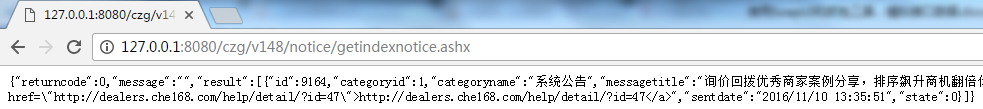 127.0.0.1:8080/czg/v14
127.0.0.1:8080/czg/v148/notice/getindexnotice.ashx
{"returncode":0,"message":"","result":[{"id":9164,"categoryid":1,"categoryname":"系统公告","messagetitle":"询价回拨优秀商家案例分享，排序飙升商机翻倍
href=\"http://dealers.che168.com/help/detail/?id=47\">http://dealers.che168.com/help/detail/?id=47</a>","sentdate":"2016/11/10 13:35:51","state":0}]}